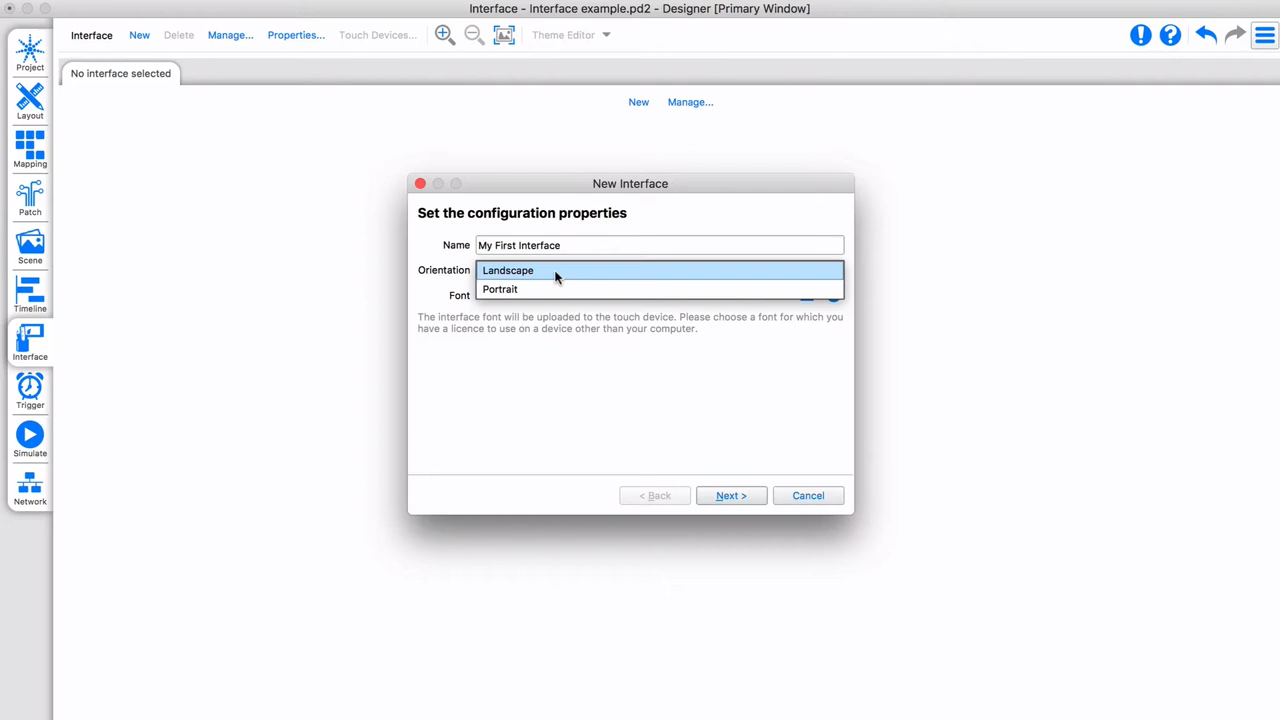 Interface - Interface example.pd2 - Designer [Primary Window]
Interface New Delete Manage... Properties... Touch Devices... Theme Editor
Project
No interface selected
Layout
New Manage...
Mapping
Patch
Scene
Timeline
Interface
Trigger
Simulate
Network
New Interface
Set the configuration properties
Name My First Interface
Orientation Landscape
Portrait
Font
The interface font will be uploaded to the touch device. Please choose a font for which you
have a licence to use on a device other than your computer.
< Back Next > Cancel